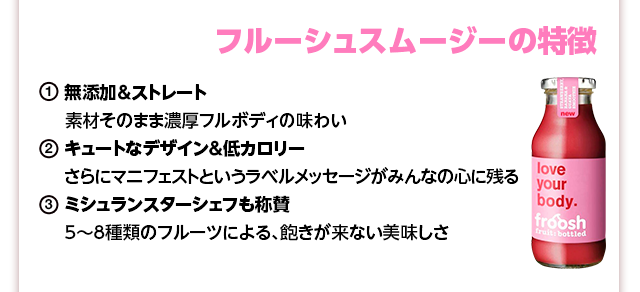 フルーシュスムージーの特徴
① 無添加&ストレート
素材そのまま濃厚フルボディの味わい
② キュートなデザイン&低カロリー
さらにマニフェストというラベルメッセージがみんなの心に残る
③ ミシュランスターシェフも称賛
5～8種類のフルーツによる、飽きが来ない美味しさ
new
love
your
body.
froosh
fruit: bottled